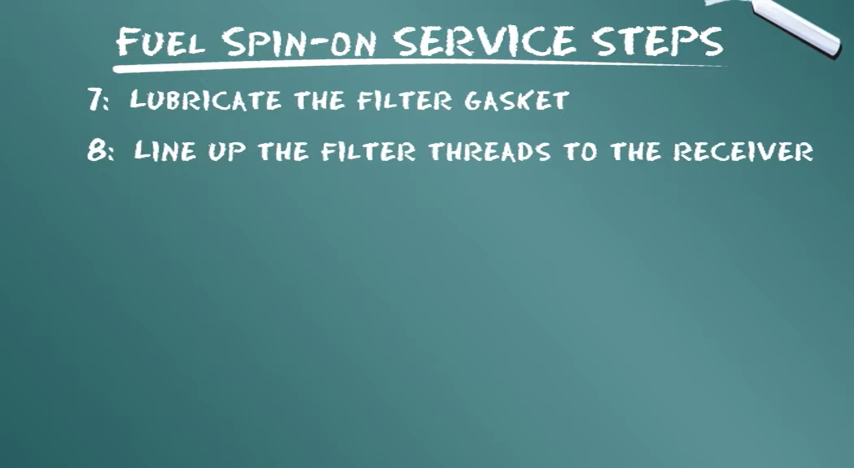 Fuel Spin-on SERVICE STEPS
7: LUBRICATE THE FILTER GASKET
8: LINE UP THE FILTER THREADS TO THE RECEIVER